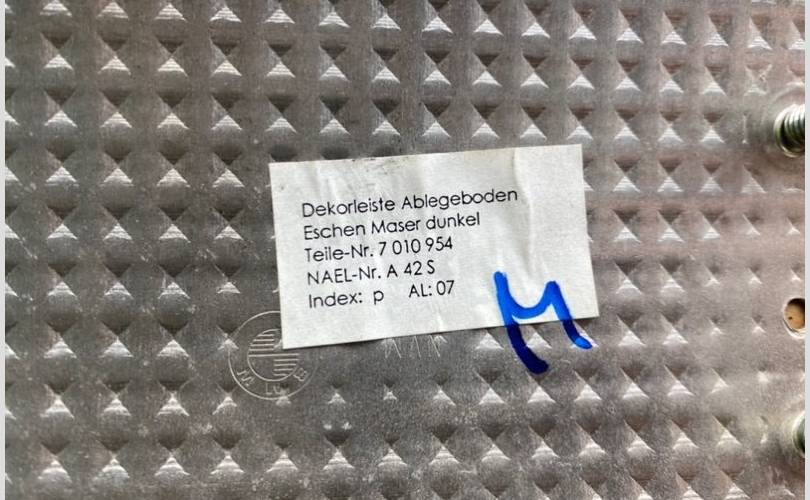 Dekorleiste Ablegeboden
Eschen Maser dunkel
Teile-Nr. 7 010 954
NAEL-Nr. A 42 S
Index: p AL: 07
M